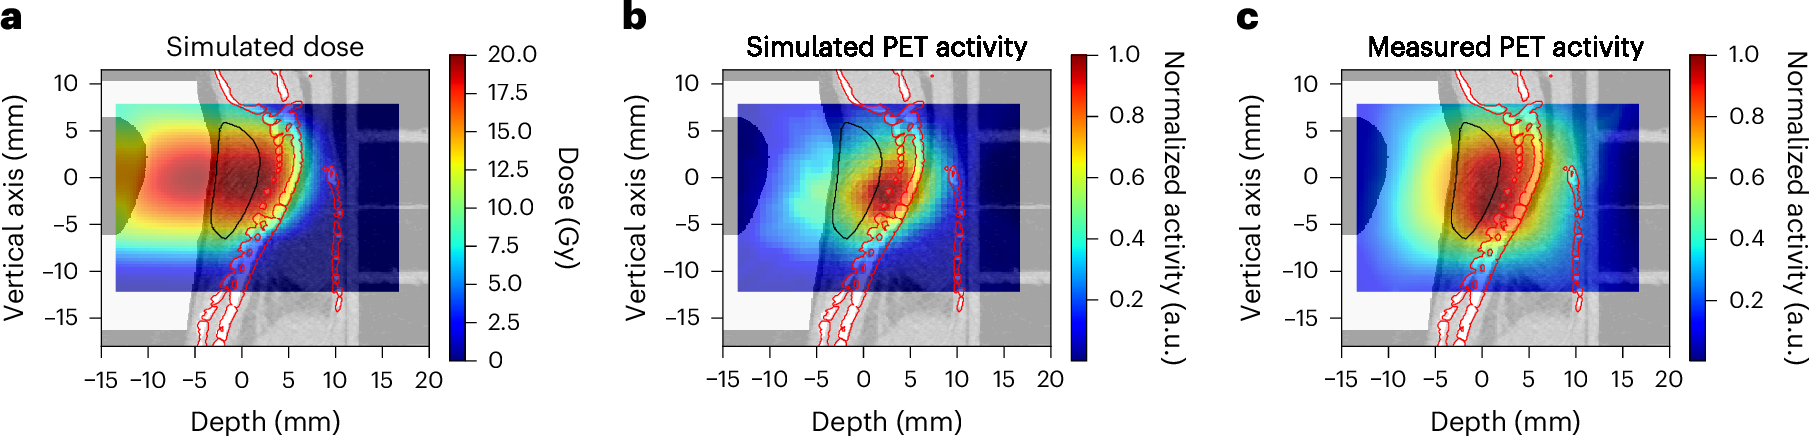 a
Simulated dose
10
5
0
−5
−10
−15
Vertical axis (mm)
−15 −10 −5 0 5 10 15 20
Depth (mm)
20.0
17.5
15.0
12.5
10.0
7.5
5.0
2.5
0
Dose (Gy)
b
Simulated PET activity
10
5
0
−5
−10
−15
Vertical axis (mm)
−15 −10 −5 0 5 10 15 20
Depth (mm)
1.0
0.8
0.6
0.4
0.2
Normalized activity (a.u.)
c
Measured PET activity
10
5
0
−5
−10
−15
Vertical axis (mm)
−15 −10 −5 0 5 10 15 20
Depth (mm)
1.0
0.8
0.6
0.4
0.2
Normalized activity (a.u.)